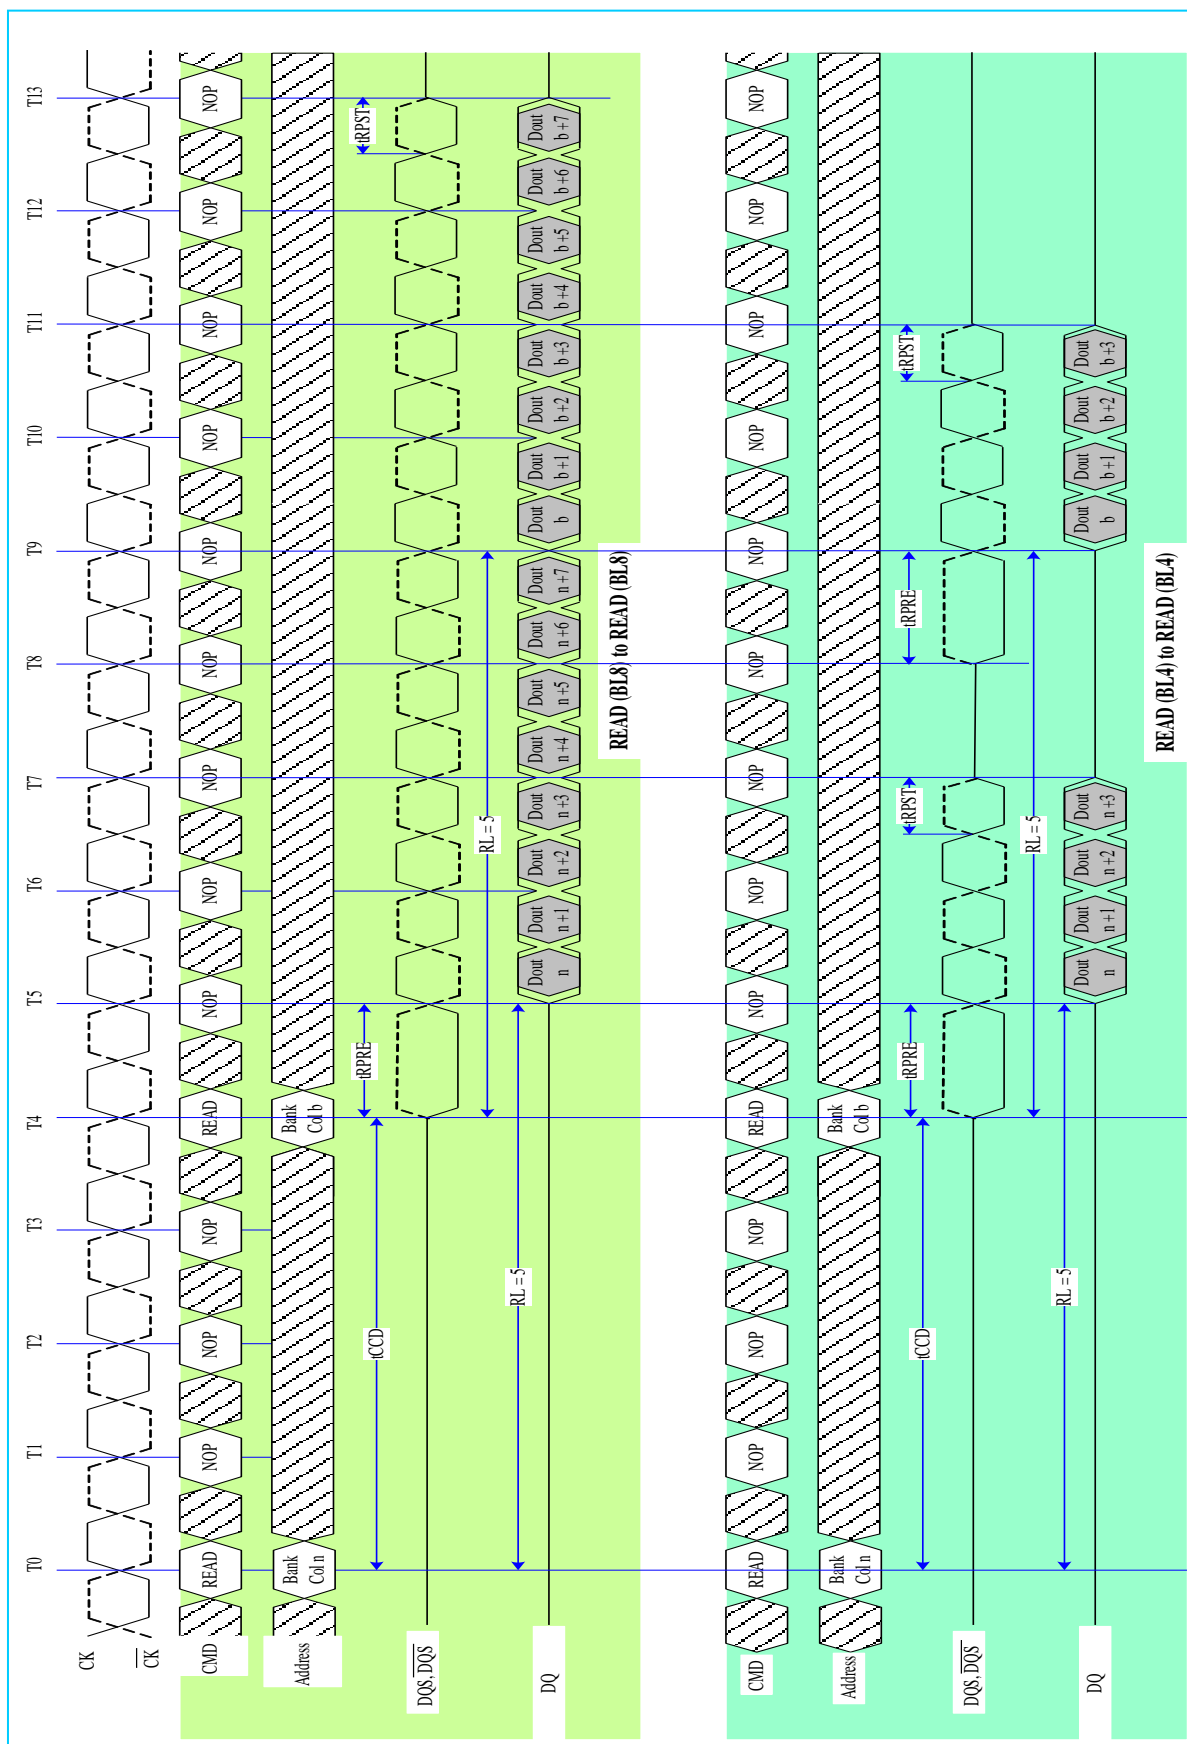 T0 T1 T2 T3 T4 T5 T6 T7 T8 T9 T10 T11 T12 T13
CK
CK
CMD READ NOP NOP NOP READ NOP NOP NOP NOP NOP NOP NOP NOP NOP
Address Bank Col n Bank Col b
tRPRE tRPST
tCCD
DQS, DQS
RL = 5
RL = 5
DQ Dout n Dout n+1 Dout n+2 Dout n+3 Dout n+4 Dout n+5 Dout n+6 Dout n+7 Dout b Dout b+1 Dout b+2 Dout b+3 Dout b+4 Dout b+5 Dout b+6 Dout b+7
READ (BL8) to READ (BL8)
CMD READ NOP NOP NOP READ NOP NOP NOP NOP NOP NOP NOP NOP NOP
Address Bank Col n Bank Col b
tRPRE tRPST tRPRE tRPST
tCCD
DQS, DQS
RL = 5
RL = 5
DQ Dout n Dout n+1 Dout n+2 Dout n+3 Dout b Dout b+1 Dout b+2 Dout b+3
READ (BL4) to READ (BL4)